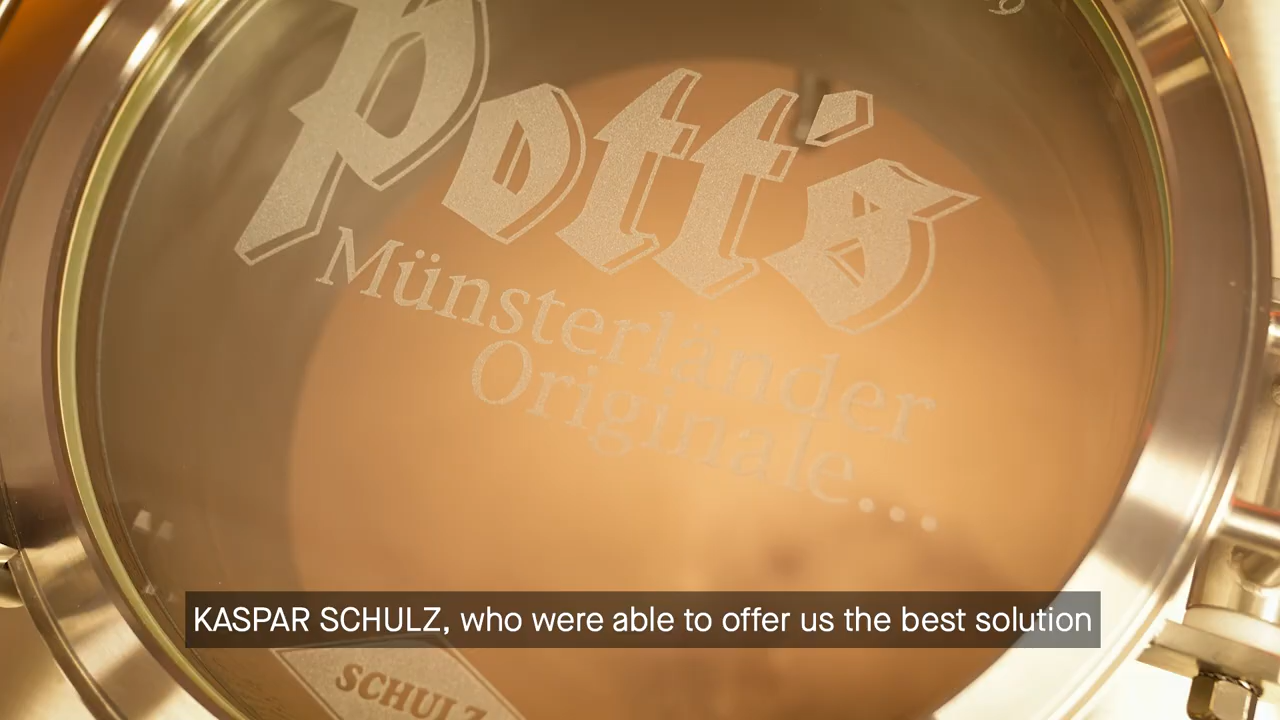 Pott's
Münsterländer
Originale...
KASPAR SCHULZ, who were able to offer us the best solution
SCHULZ